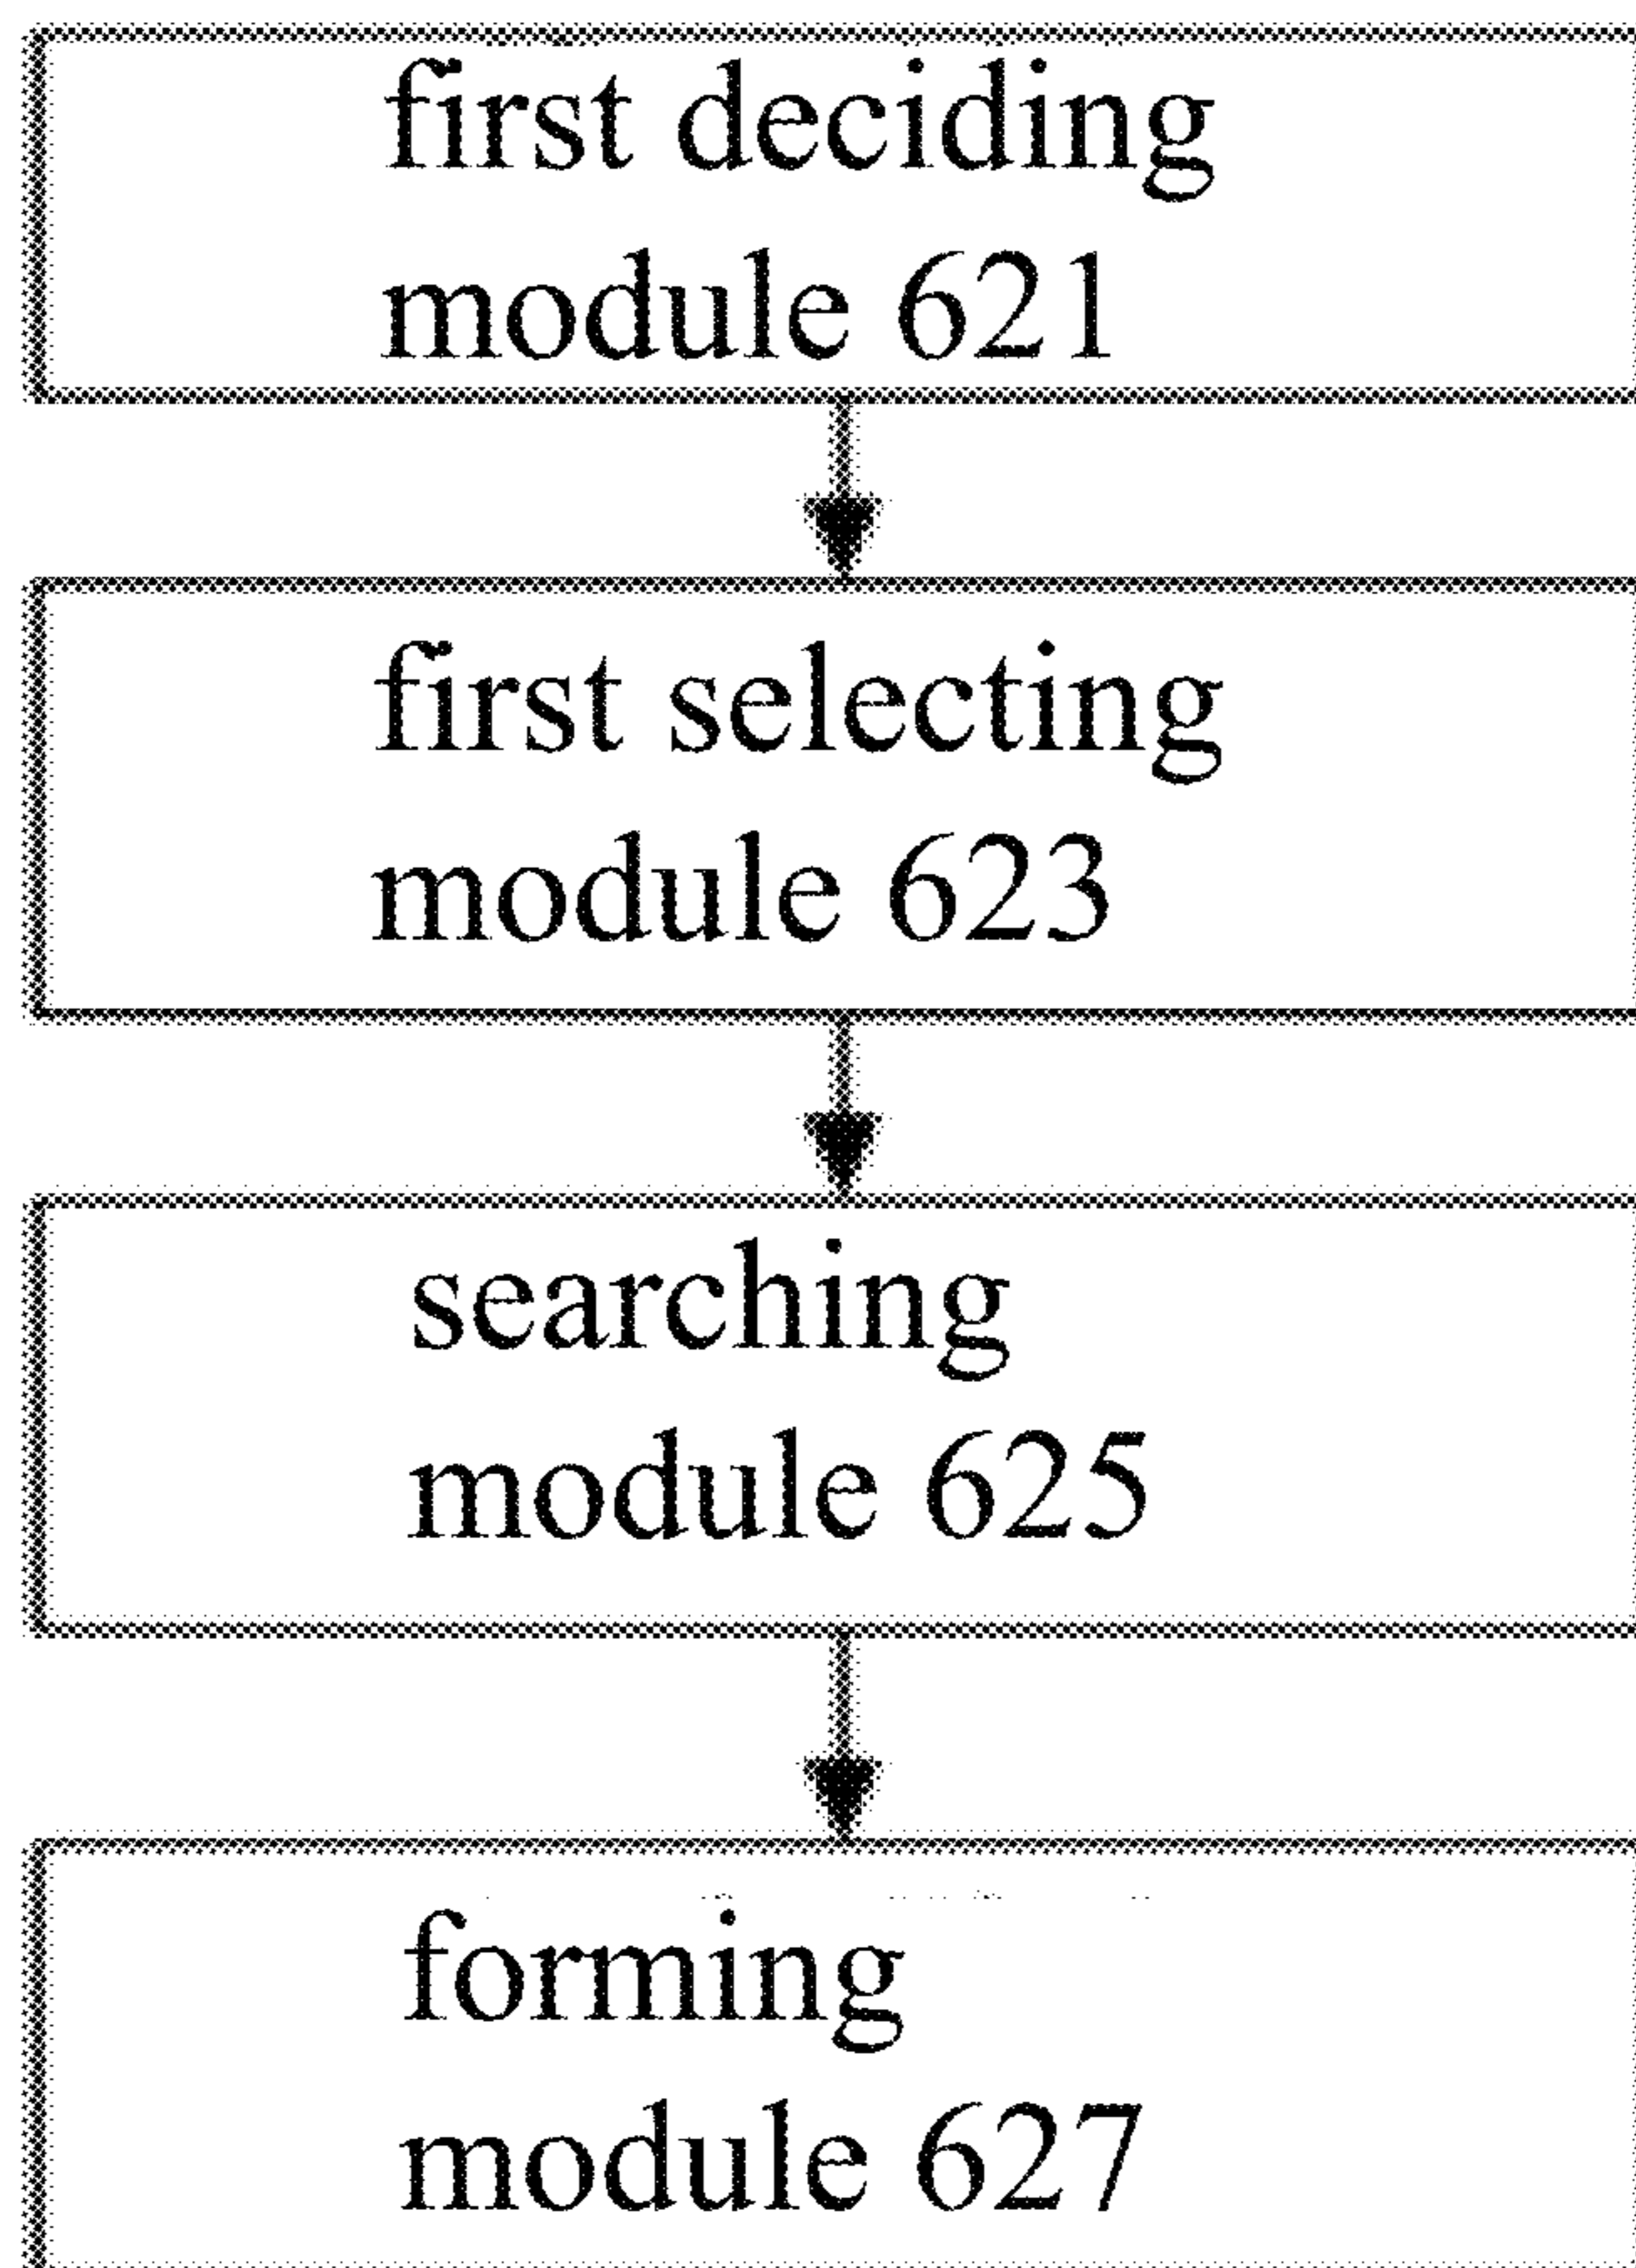 first deciding
module 621
first selecting
module 623
searching
module 625
forming
module 627